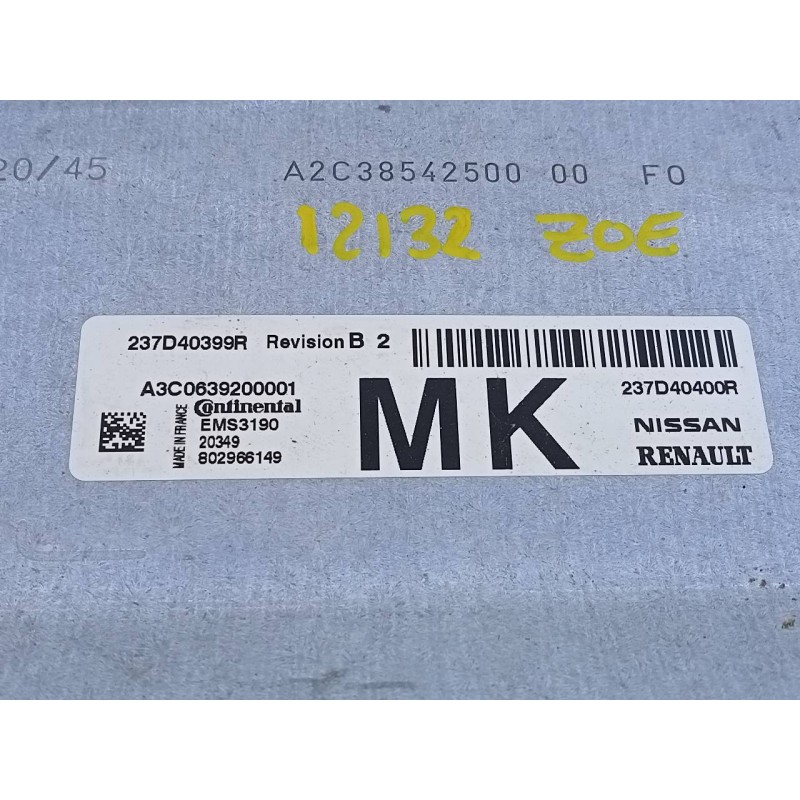 20/45 A2C38542500 00 F0
12132 ZOE
237D40399R Revision B 2
A3C0639200001
MK
237D40400R
MADE IN FRANCE
Continental
EMS3190
20349
802966149
NISSAN
RENAULT